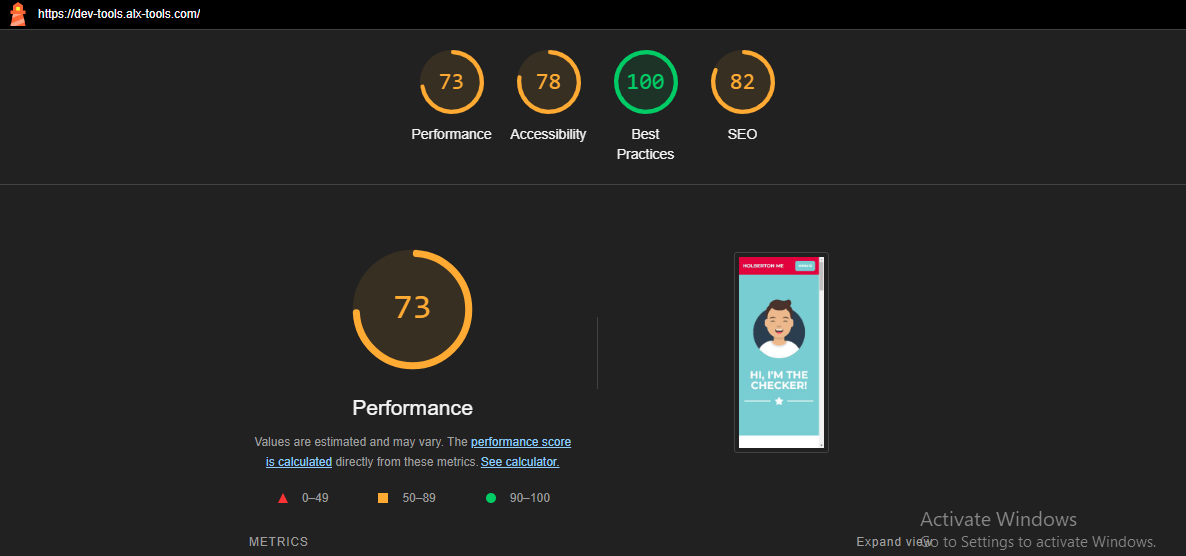 https://dev-tools.alx-tools.com/
73
78
100
82
Performance
Accessibility
Best
Practices
SEO
73
HOLBERTON ME
HI, I'M THE
CHECKER!
Performance
Values are estimated and may vary. The performance score
is calculated directly from these metrics. See calculator.
0–49
50–89
90–100
Activate Windows
METRICS
Expand view
Go to Settings to activate Windows.